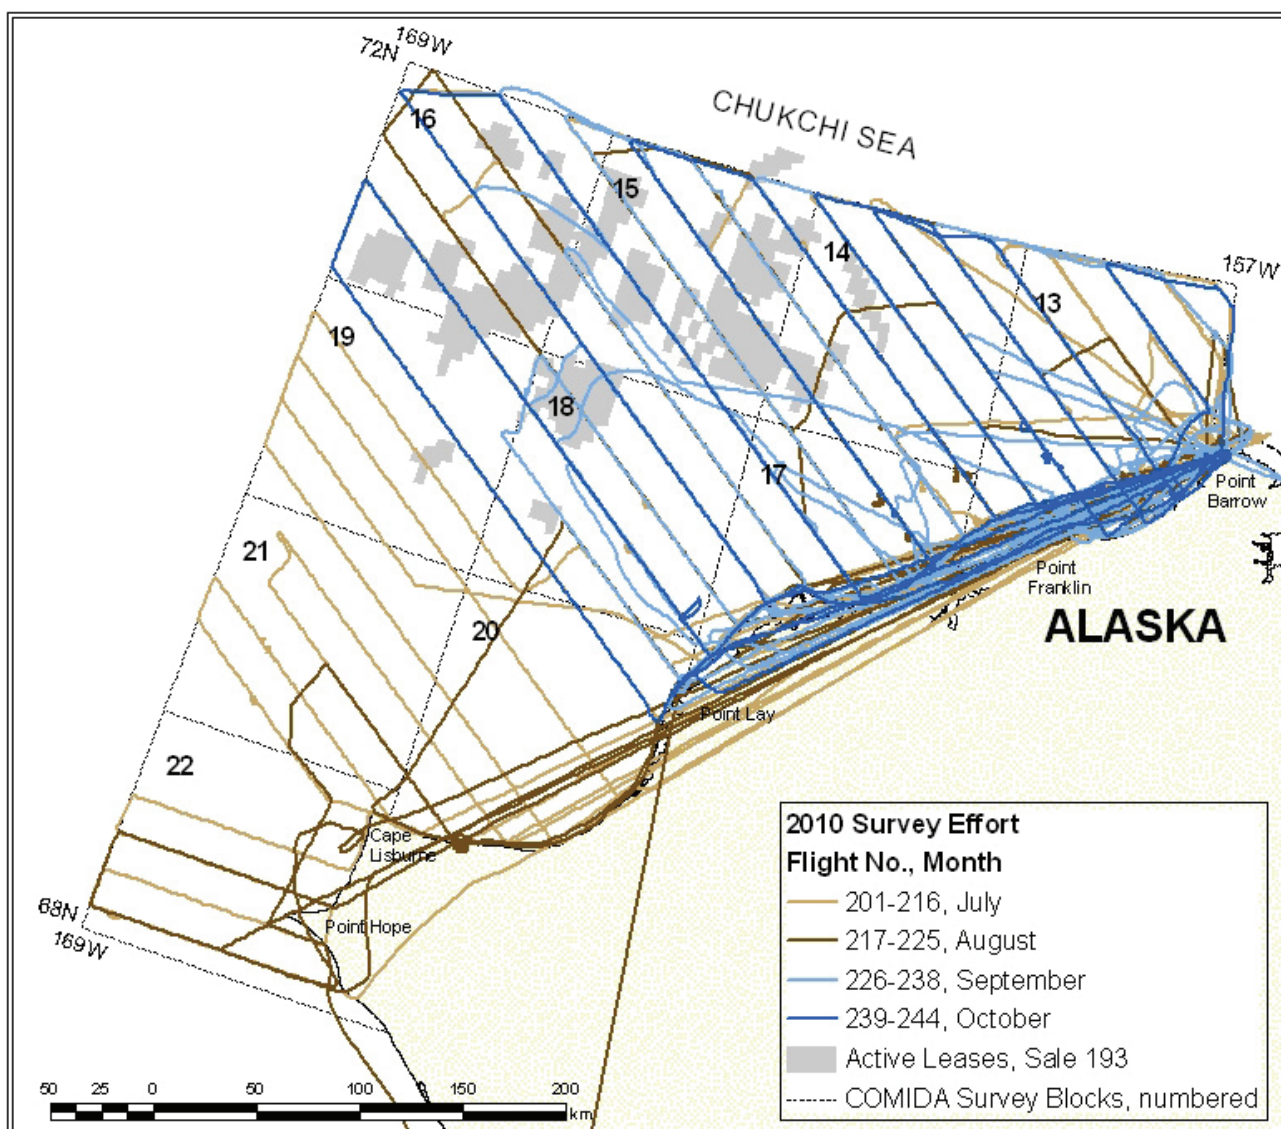 169W
72N
CHUKCHI SEA
16
15
14
157W
13
19
18
17
Point
Barrow
21
Point
Franklin
ALASKA
20
Point Lay
22
Cape
Lisburne
68N
169W
Point Hope
2010 Survey Effort
Flight No., Month
201-216, July
217-225, August
226-238, September
239-244, October
Active Leases, Sale 193
COMIDA Survey Blocks, numbered
50 25 0 50 100 150 200
km